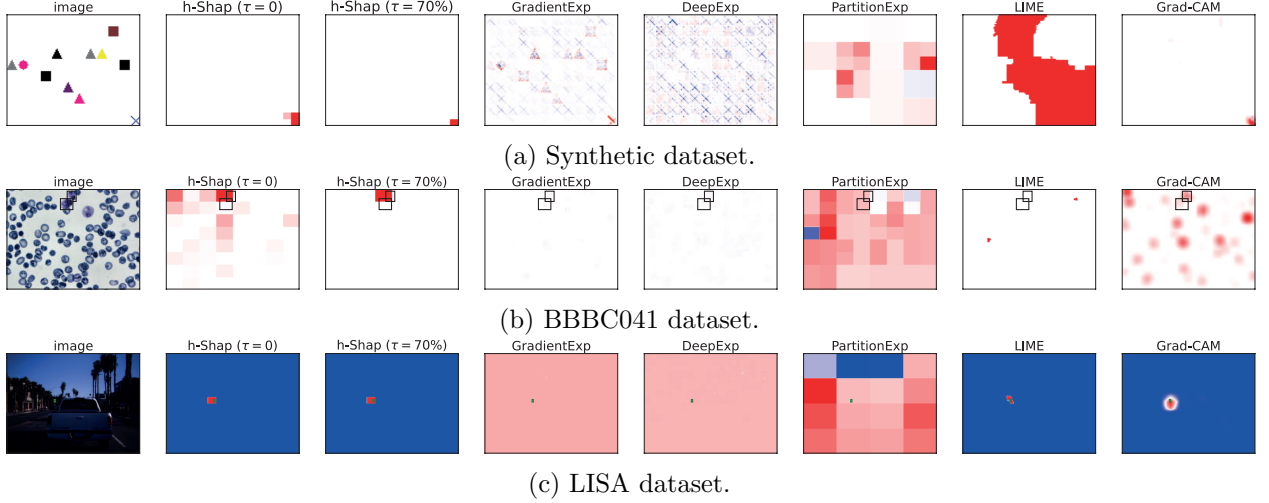 image h-Shap (τ = 0) h-Shap (τ = 70%) GradientExp DeepExp PartitionExp LIME Grad-CAM
(a) Synthetic dataset.
image h-Shap (τ = 0) h-Shap (τ = 70%) GradientExp DeepExp PartitionExp LIME Grad-CAM
(b) BBBC041 dataset.
image h-Shap (τ = 0) h-Shap (τ = 70%) GradientExp DeepExp PartitionExp LIME Grad-CAM
(c) LISA dataset.